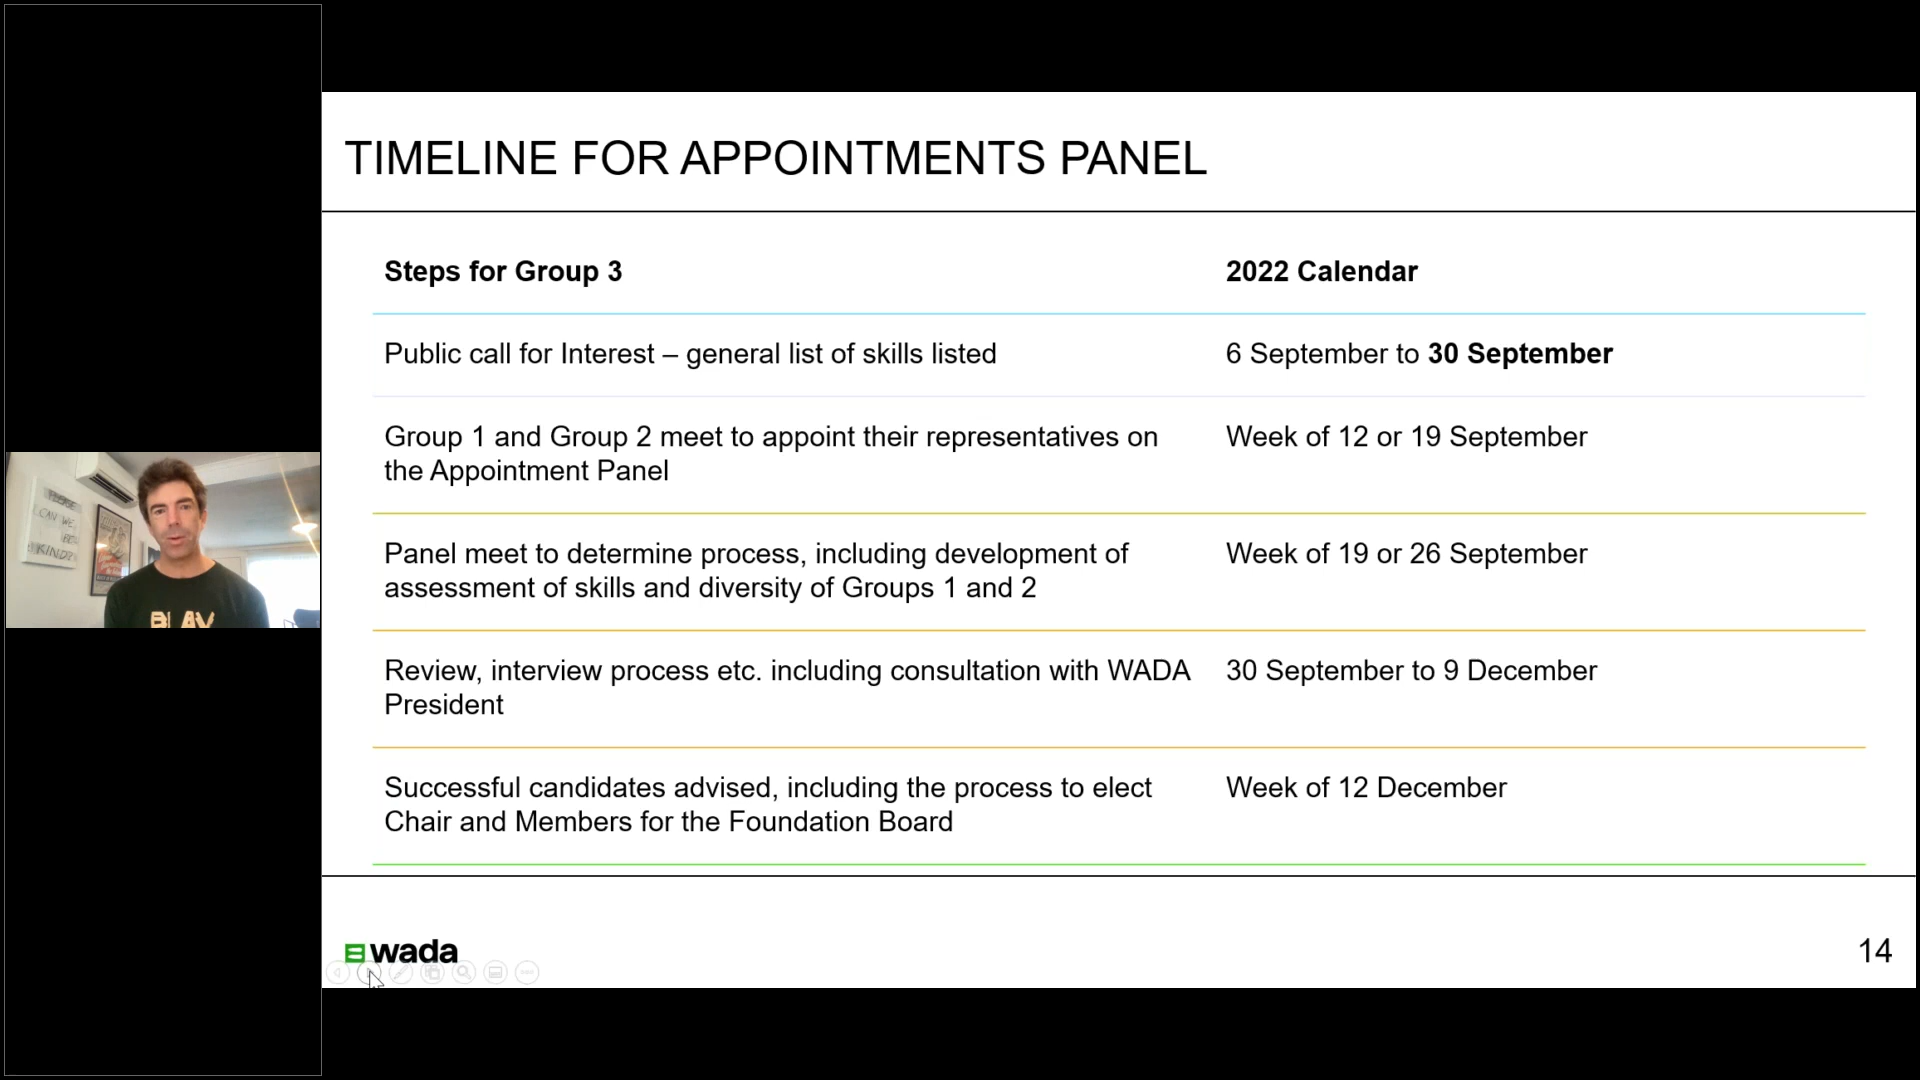 TIMELINE FOR APPOINTMENTS PANEL
Steps for Group 3
2022 Calendar
Public call for Interest – general list of skills listed
6 September to 30 September
Group 1 and Group 2 meet to appoint their representatives on
the Appointment Panel
Week of 12 or 19 September
Panel meet to determine process, including development of
assessment of skills and diversity of Groups 1 and 2
Week of 19 or 26 September
Review, interview process etc. including consultation with WADA
President
30 September to 9 December
Successful candidates advised, including the process to elect
Chair and Members for the Foundation Board
Week of 12 December
wada
14
PLEASE
CAN WE
BE
KIND?